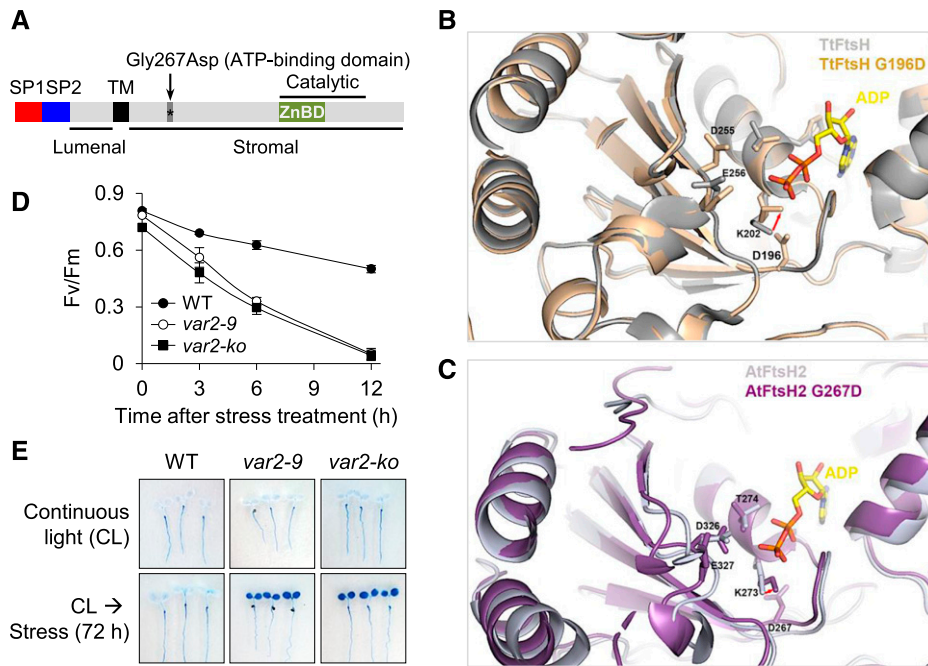 A
Gly267Asp (ATP-binding domain)
Catalytic
SP1 SP2 TM
*
ZnBD
Lumenal
Stromal
B
TtFtsH
TtFtsH G196D
ADP
D255
E256
K202
D196
C
AtFtsH2
AtFtsH2 G267D
ADP
T274
D326
E327
K273
D267
D
0.9
0.6
0.3
0
Fv/Fm
WT
var2-9
var2-ko
0 3 6 9 12
Time after stress treatment (h)
E
WT var2-9 var2-ko
Continuous
light (CL)
CL →
Stress (72 h)